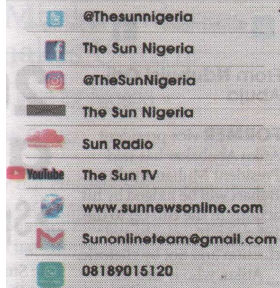 @Thesunnigeria
The Sun Nigeria
@TheSunNigeria
The Sun Nigeria
Sun Radio
YouTube The Sun TV
www.sunnewsonline.com
Sunonlineteam@gmail.com
08189015120